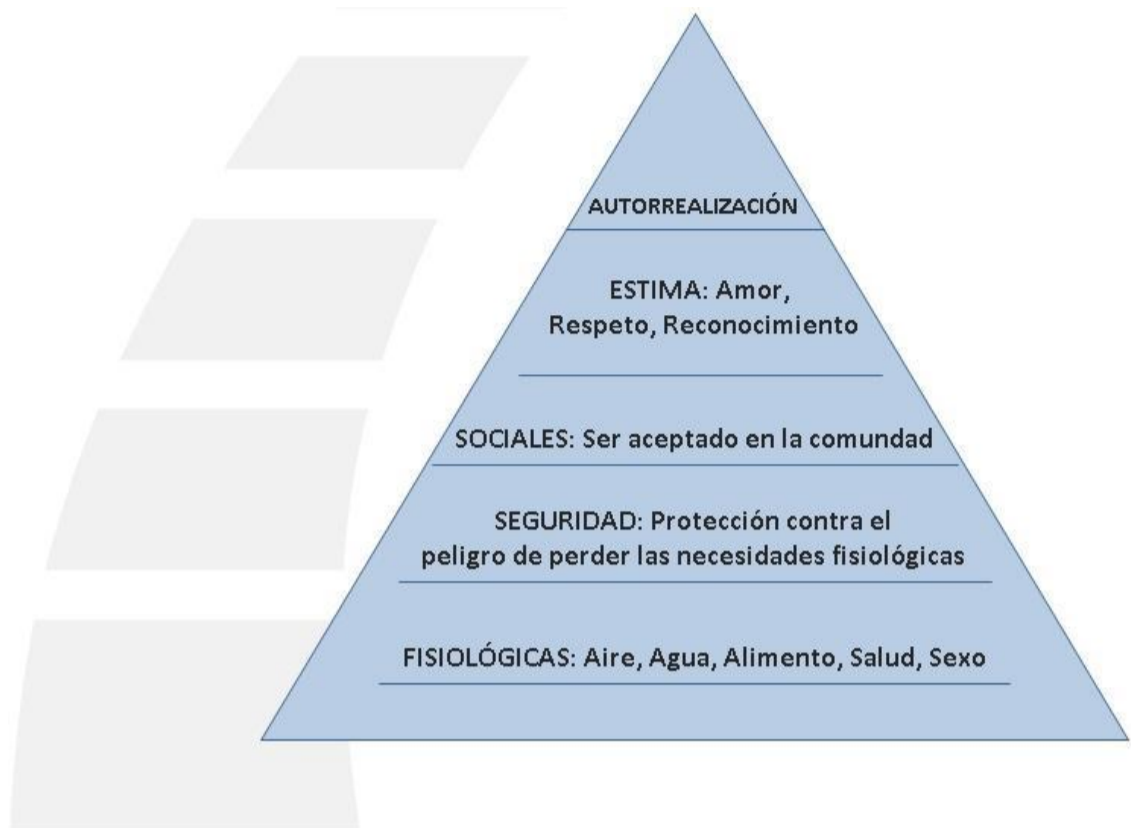 AUTORREALIZACIÓN
ESTIMA: Amor,
Respeto, Reconocimiento
SOCIALES: Ser aceptado en la comundad
SEGURIDAD: Protección contra el
peligro de perder las necesidades fisiológicas
FISIOLÓGICAS: Aire, Agua, Alimento, Salud, Sexo